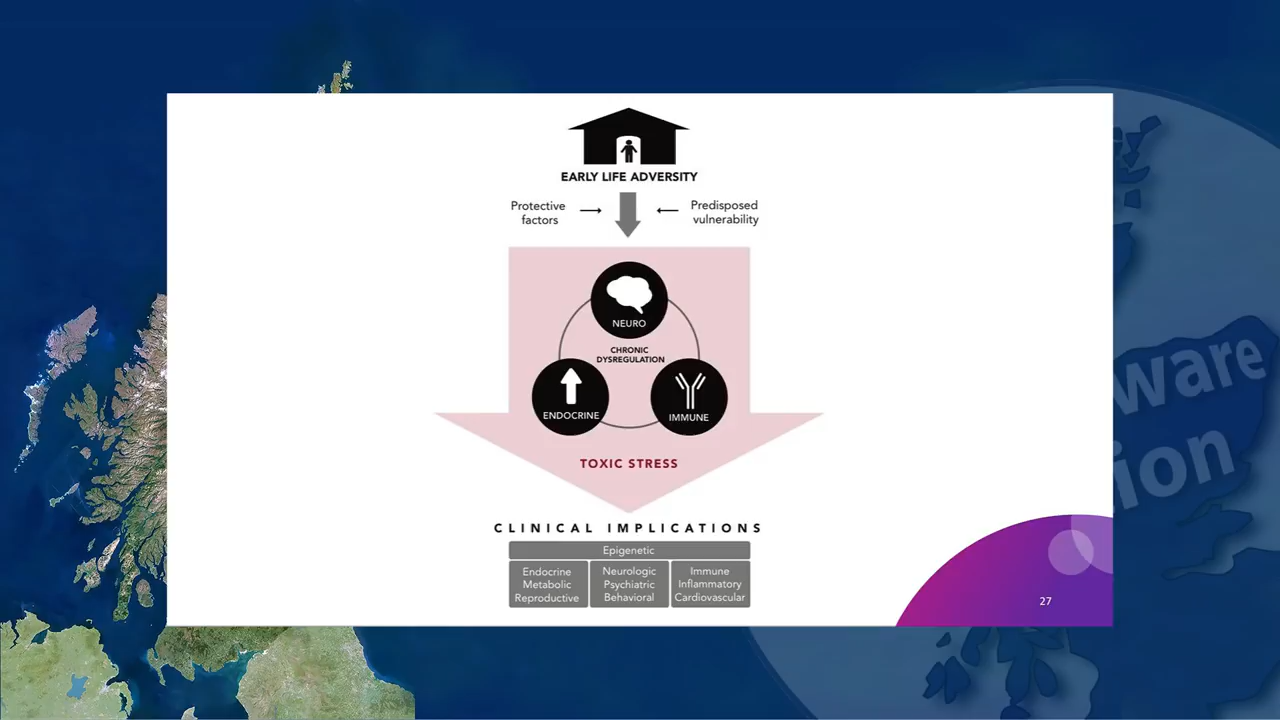 EARLY LIFE ADVERSITY
Protective
factors
Predisposed
vulnerability
NEURO
CHRONIC
DYSREGULATION
ENDOCRINE
IMMUNE
TOXIC STRESS
CLINICAL IMPLICATIONS
Epigenetic
Endocrine
Metabolic
Reproductive
Neurologic
Psychiatric
Behavioral
Immune
Inflammatory
Cardiovascular
27